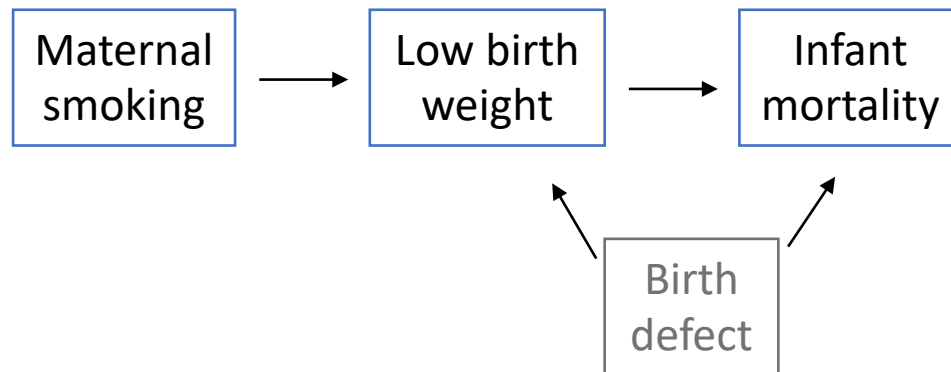 Maternal
smoking
Low birth
weight
Infant
mortality
Birth
defect